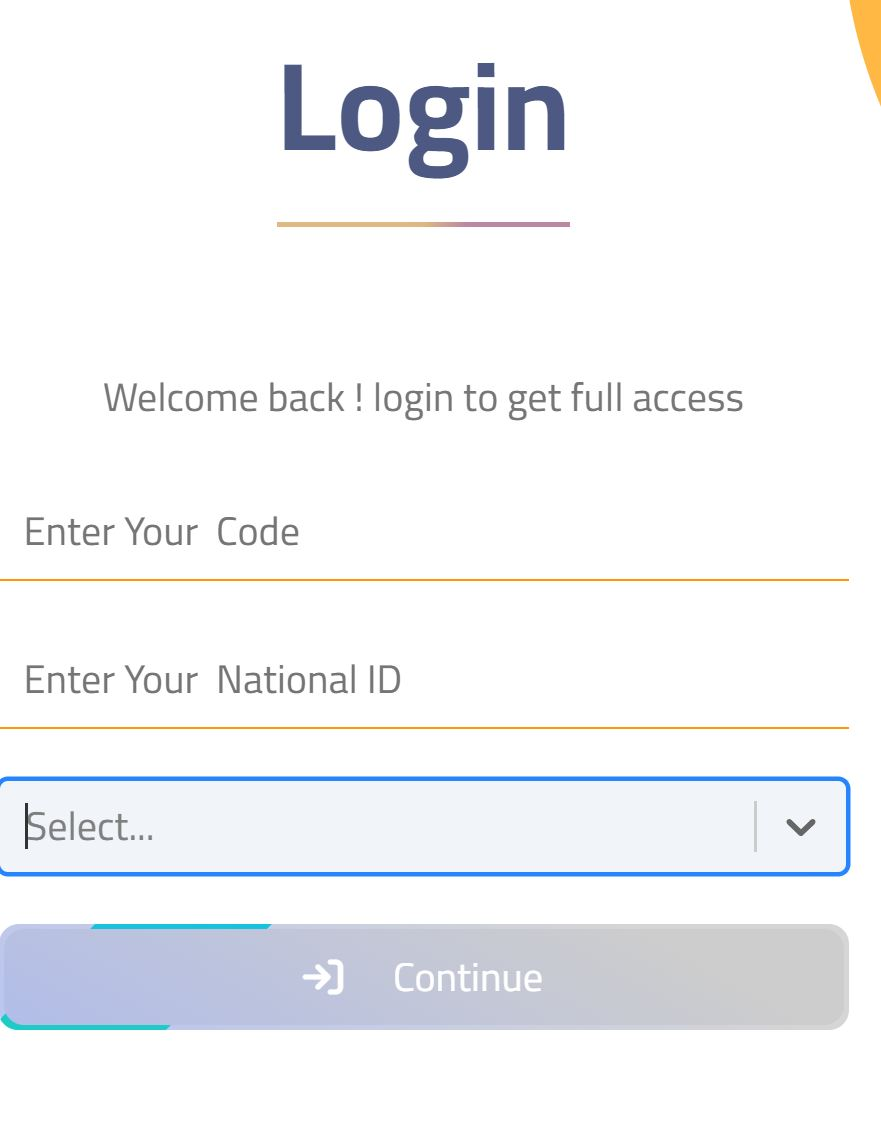 Login
Welcome back ! login to get full access
Enter Your  Code
Enter Your  National ID
Select...
Continue